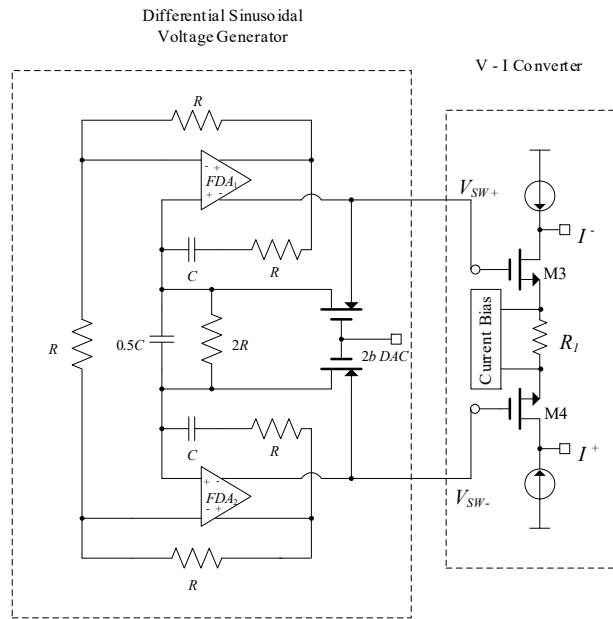 Differential Sinusoidal
Voltage Generator
V - I Converter
R
- +
FDA1
+ -
VSW+
I -
C
R
M3
R
0.5C
2R
2b DAC
Current Bias
R1
C
R
M4
+ -
FDA2
- +
VSW-
I +
R